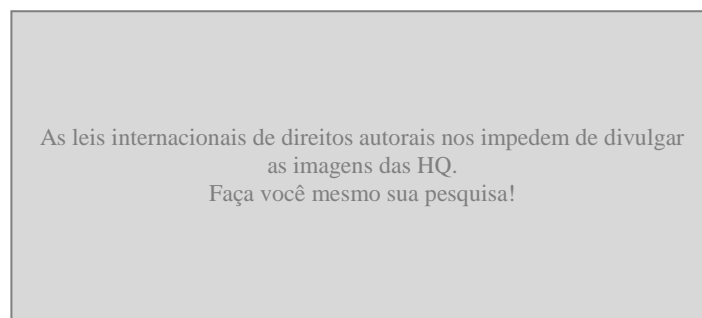 As leis internacionais de direitos autorais nos impedem de divulgar
as imagens das HQ.
Faça você mesmo sua pesquisa!